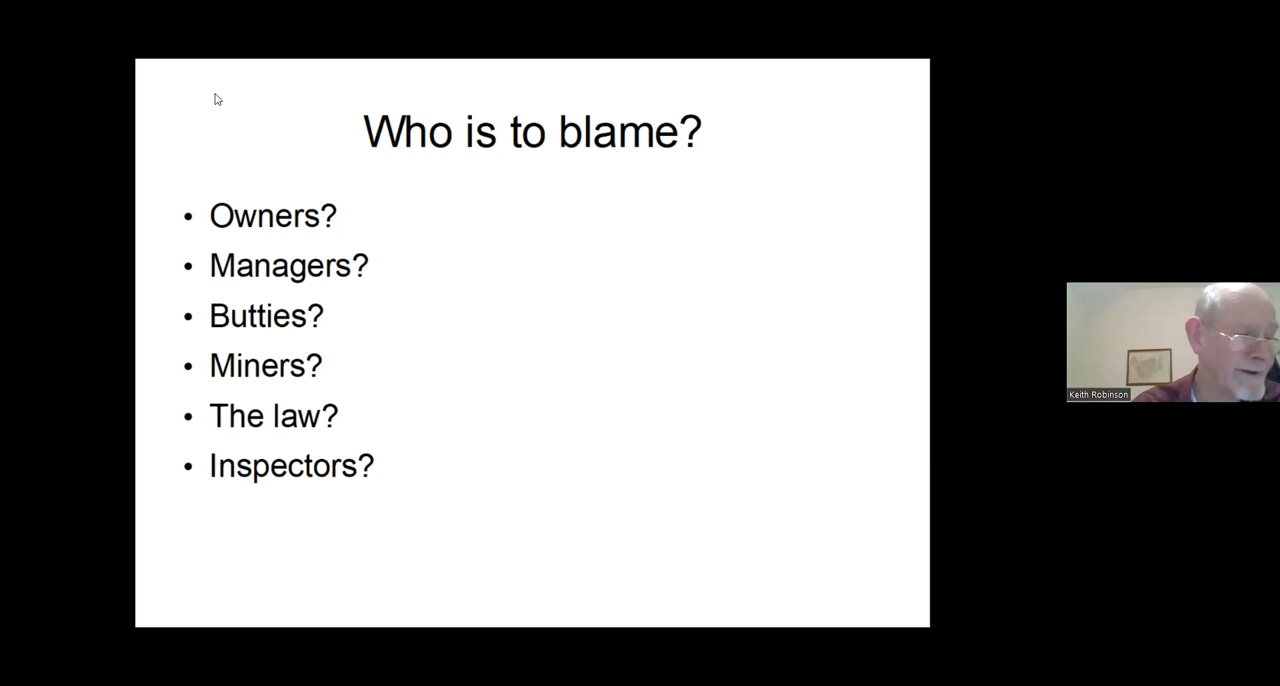 Who is to blame?
• Owners?
• Managers?
• Butties?
• Miners?
• The law?
• Inspectors?
Keith Robinson